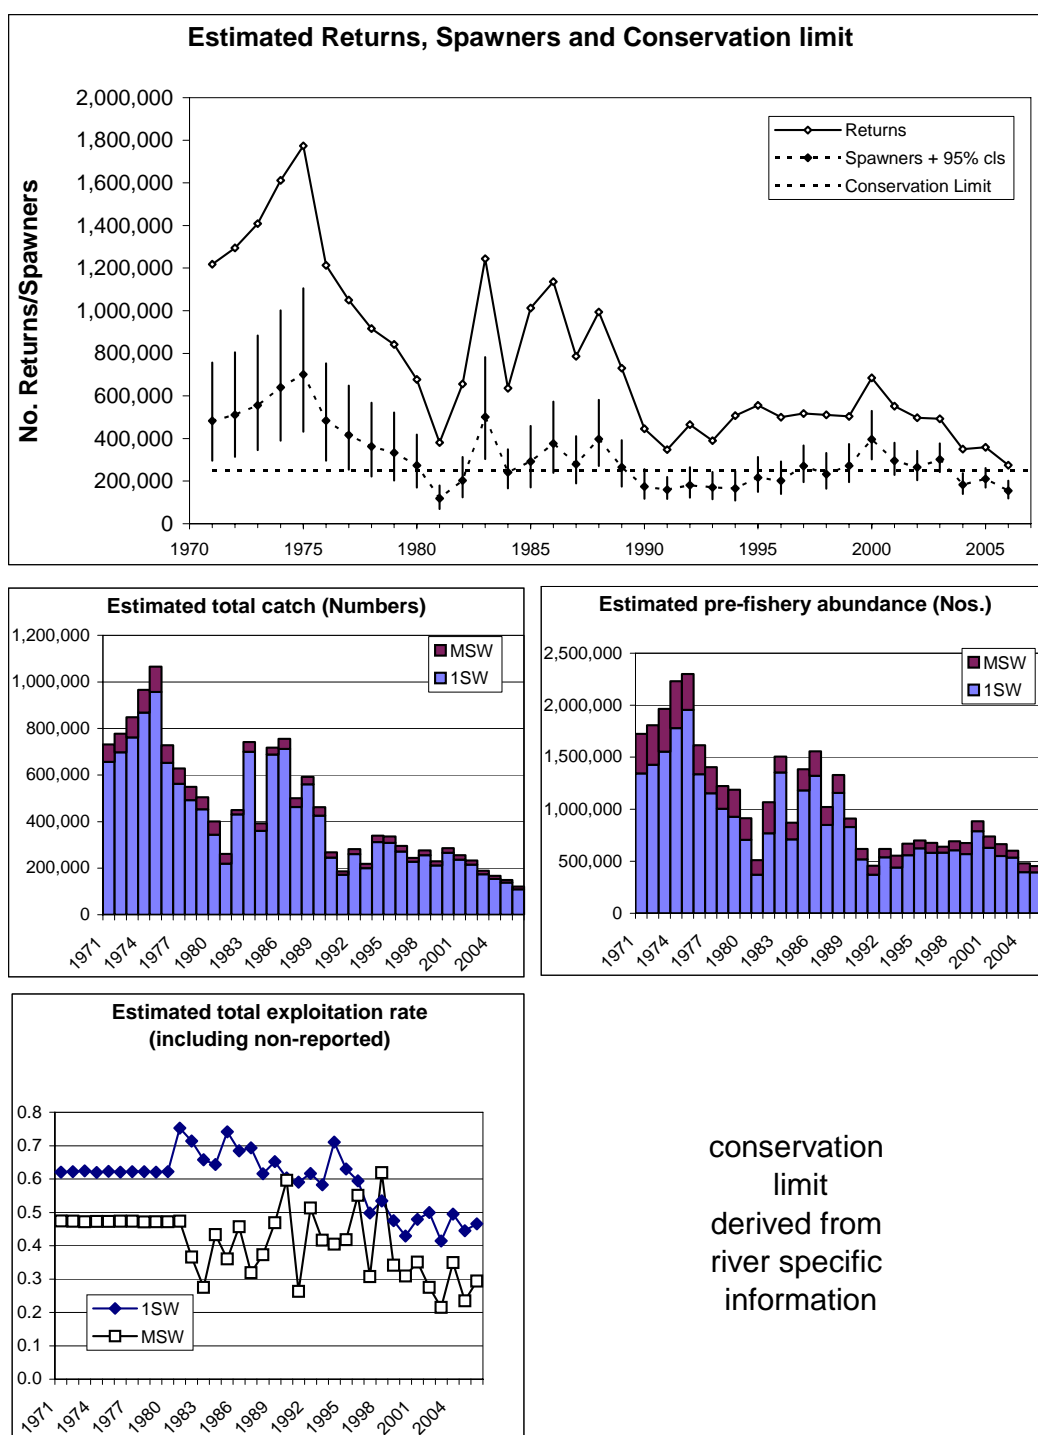 Estimated Returns, Spawners and Conservation limit
No. Returns/Spawners
2,000,000
1,800,000
1,600,000
1,400,000
1,200,000
1,000,000
800,000
600,000
400,000
200,000
0
Returns
Spawners + 95% cls
Conservation Limit
1970 1975 1980 1985 1990 1995 2000 2005
Estimated total catch (Numbers)
1,200,000
1,000,000
800,000
600,000
400,000
200,000
0
MSW
1SW
1971 1974 1977 1980 1983 1986 1989 1992 1995 1998 2001 2004
Estimated pre-fishery abundance (Nos.)
2,500,000
2,000,000
1,500,000
1,000,000
500,000
0
MSW
1SW
1971 1974 1977 1980 1983 1986 1989 1992 1995 1998 2001 2004
Estimated total exploitation rate
(including non-reported)
0.8
0.7
0.6
0.5
0.4
0.3
0.2
0.1
0.0
1SW
MSW
1971 1974 1977 1980 1983 1986 1989 1992 1995 1998 2001 2004
conservation
limit
derived from
river specific
information